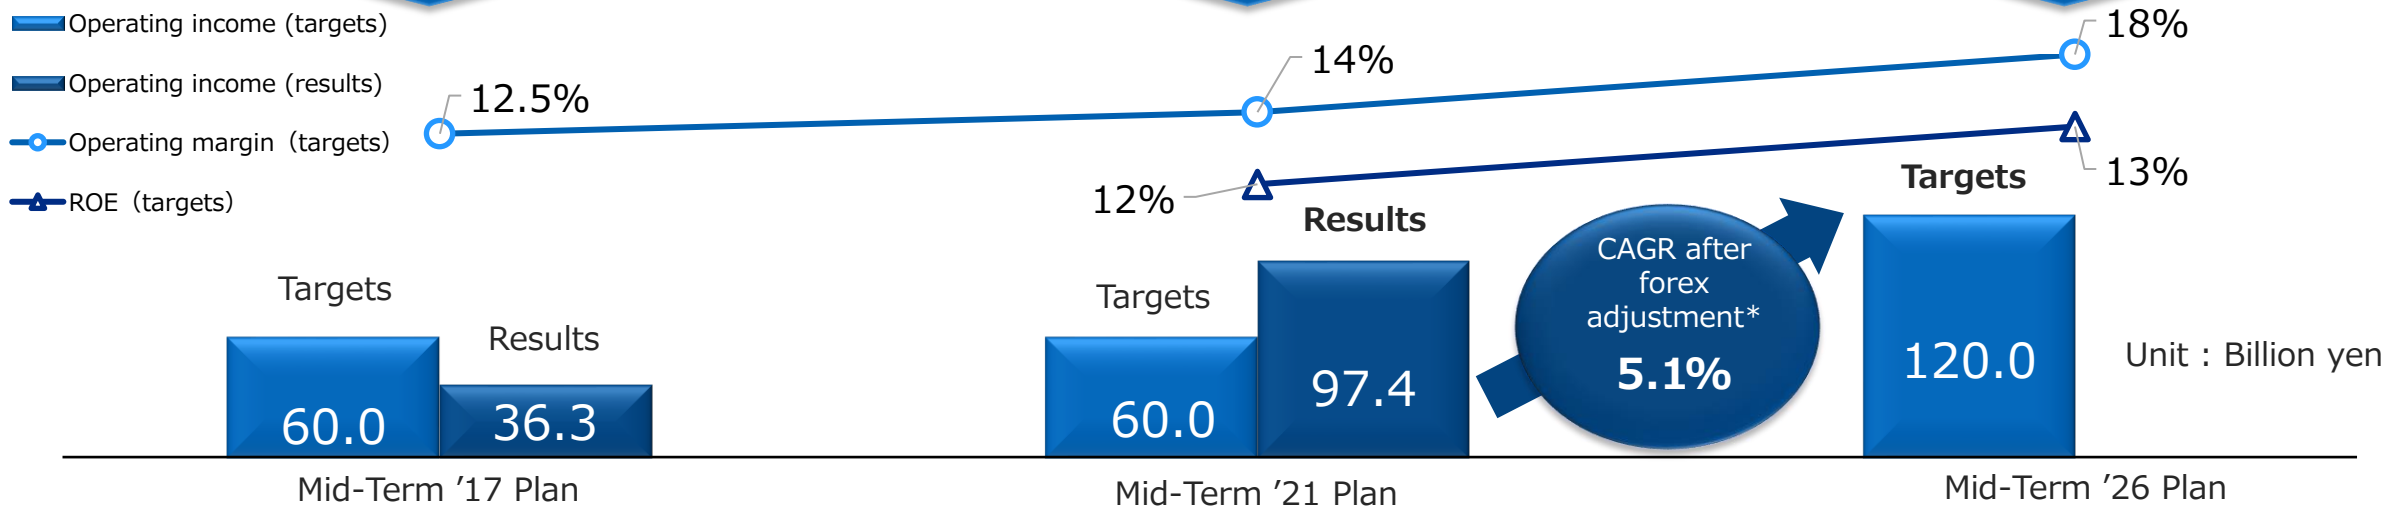 Operating income (targets)
Operating income (results)
Operating margin（targets）
ROE（targets）
12.5%
14%
18%
12%
13%
Targets
60.0
Results
36.3
Targets
60.0
Results
97.4
CAGR after
forex
adjustment*
5.1%
Targets
120.0
Unit : Billion yen
Mid-Term ’17 Plan
Mid-Term ’21 Plan
Mid-Term ’26 Plan